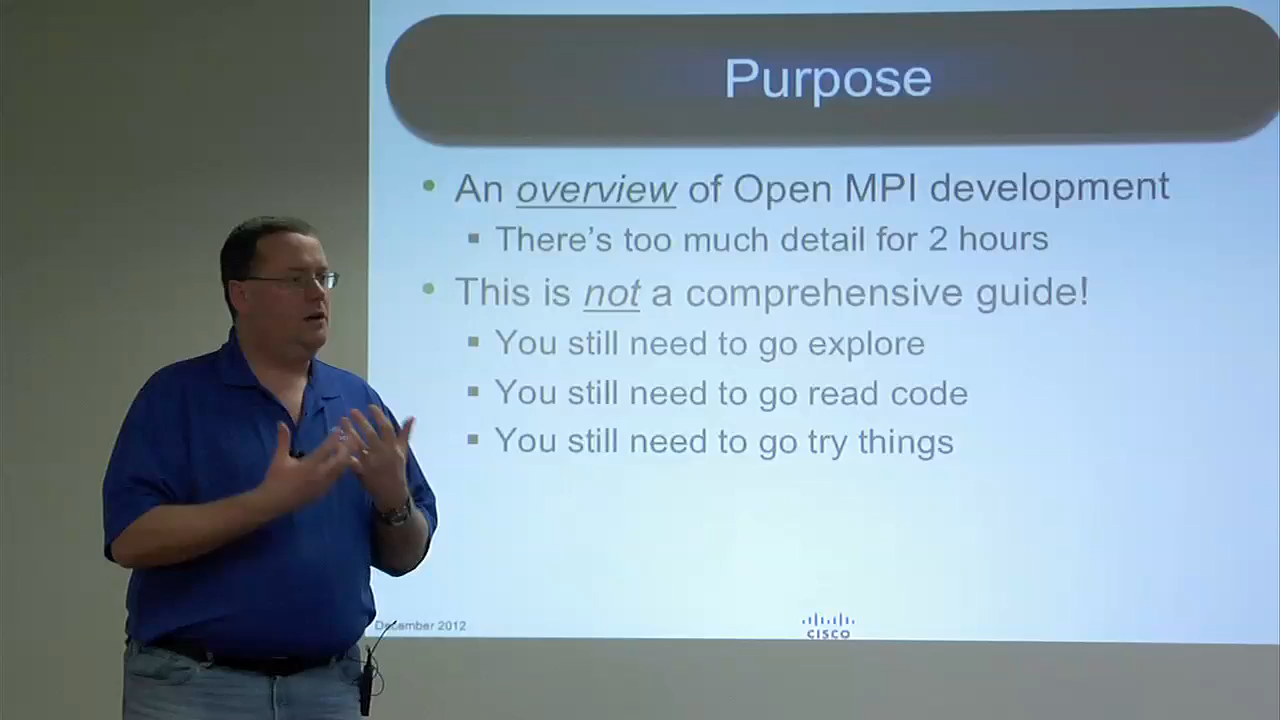 Purpose
An overview of Open MPI development
There's too much detail for 2 hours
This is not a comprehensive guide!
You still need to go explore
You still need to go read code
You still need to go try things
December 2012
CISCO